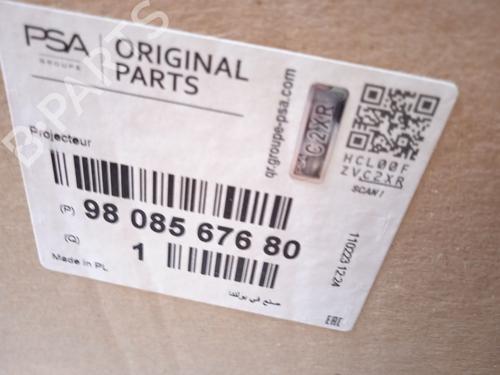 PSA
GROUPE
ORIGINAL
PARTS
B-PARTS
Projecteur
qr.groupe-psa.com
C2XR
HCL00F
ZVC2XR
SCAN!
(P) 98 085 676 80
(Q) 1
Made in PL
صنع في بولندا
110223 12:24
EAC